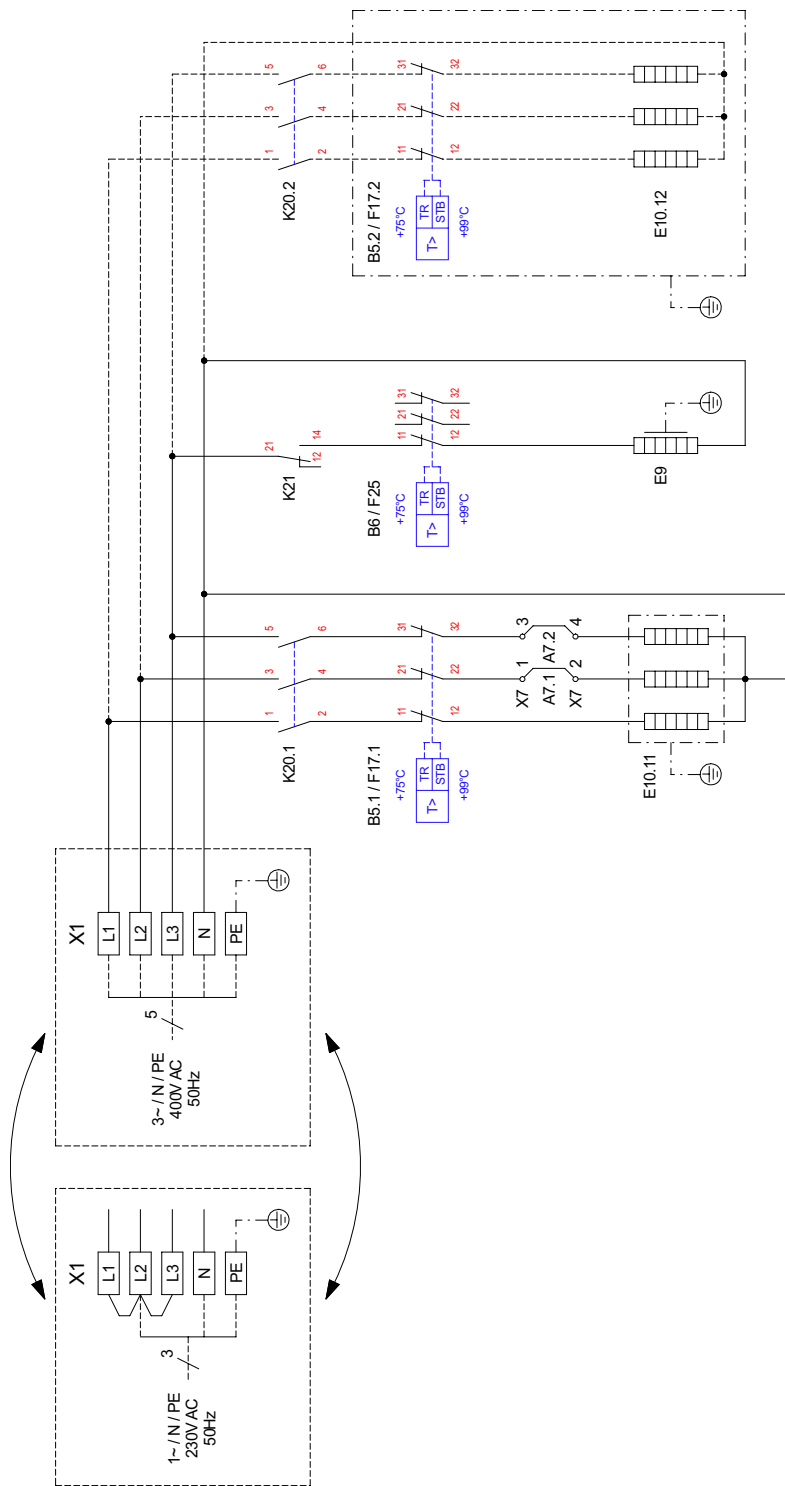 1~ / N / PE
230V AC
50Hz
3
X1
L1
L2
L3
N
PE
3~ / N / PE
400V AC
50Hz
5
X1
L1
L2
L3
N
PE
K20.1
1
2
3
4
5
6
B5.1 / F17.1
+75°C
T>
TR
STB
+99°C
11
12
21
22
31
32
X7
1
A7.1
X7
2
3
A7.2
4
E10.11
K21
21
14
12
B6 / F25
+75°C
T>
TR
STB
+99°C
11
12
21
22
31
32
E9
K20.2
1
2
3
4
5
6
B5.2 / F17.2
+75°C
T>
TR
STB
+99°C
11
12
21
22
31
32
E10.12